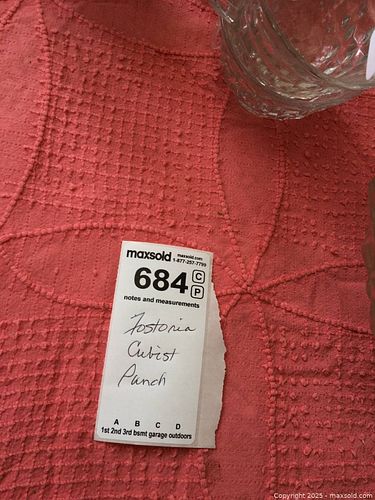 maxsold maxsold.com
1-877-257-7799
684 C
P
notes and measurements
Fostoria
Cubist
Punch
A B C D
1st 2nd 3rd bsmt garage outdoors
Copyright 2025 - maxsold.com